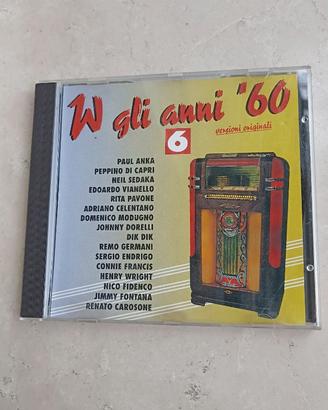 W gli anni '60
versioni originali
6
PAUL ANKA
PEPPINO DI CAPRI
NEIL SEDAKA
EDOARDO VIANELLO
RITA PAVONE
ADRIANO CELENTANO
DOMENICO MODUGNO
JOHNNY DORELLI
DIK DIK
REMO GERMANI
SERGIO ENDRIGO
CONNIE FRANCIS
HENRY WRIGHT
NICO FIDENCO
JIMMY FONTANA
RENATO CAROSONE